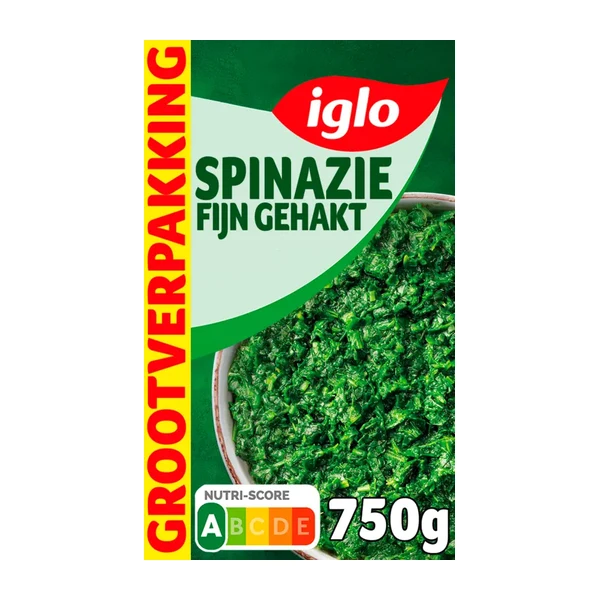 GROOTVERPAKKING
iglo
SPINAZIE
FIJN GEHAKT
NUTRI-SCORE
A B C D E
750g